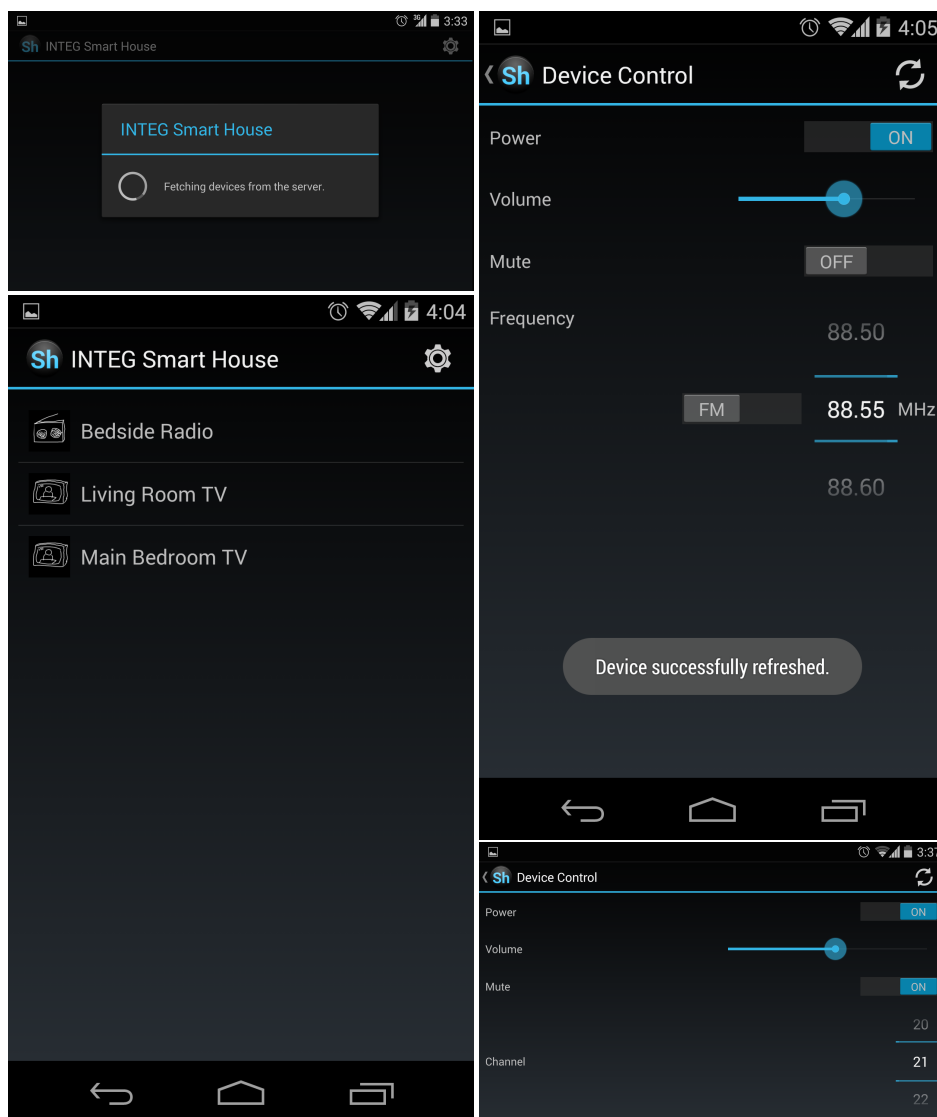 3G 3:33
Sh INTEG Smart House
INTEG Smart House
Fetching devices from the server.
4:04
Sh INTEG Smart House
Bedside Radio
Living Room TV
Main Bedroom TV
4:05
Sh Device Control
Power ON
Volume
Mute OFF
Frequency
88.50
FM 88.55 MHz
88.60
Device successfully refreshed.
3:37
Sh Device Control
Power ON
Volume
Mute ON
20
Channel 21
22